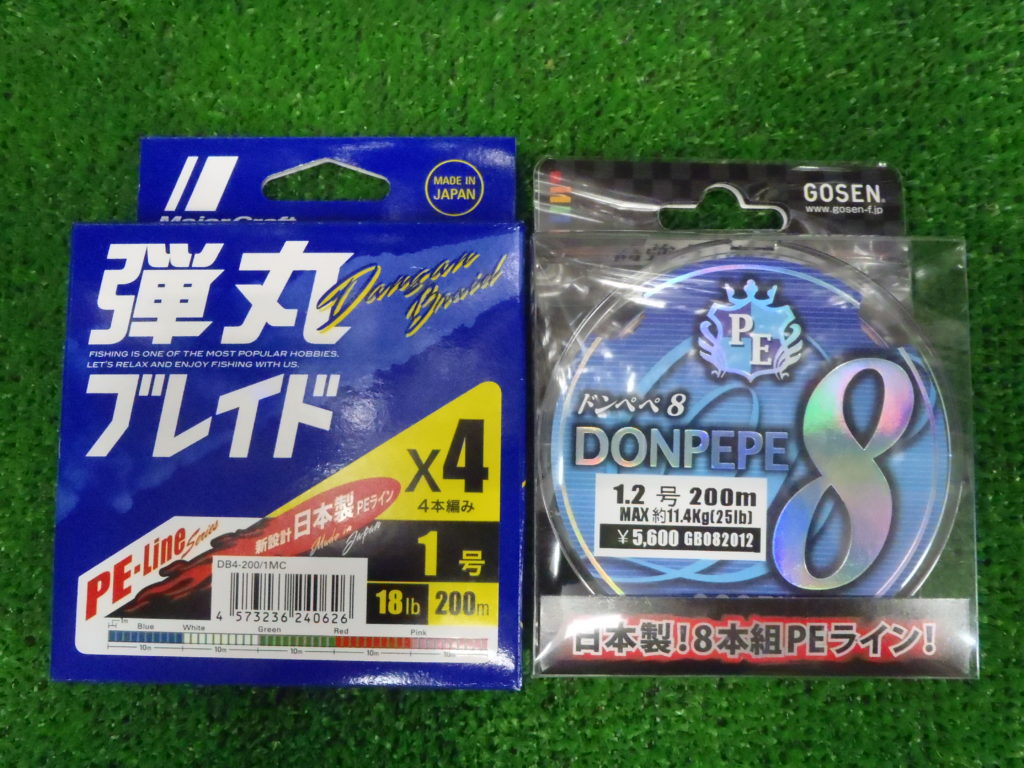 Major Craft
MADE IN
JAPAN
弾丸
Dangan
Braid
FISHING IS ONE OF THE MOST POPULAR HOBBIES.
LET'S RELAX AND ENJOY FISHING WITH US.
ブレイド
X4
4本編み
PE-Line Series
新設計 日本製 PEライン
Made in Japan
1号
DB4-200/1MC
4 573236 240626
18lb 200m
1m
Blue White Green Red Pink
10m 10m 10m 10m 10m
GOSEN
www.gosen-f.jp
PE
ドンペペ 8
DONPEPE 8
1.2 号 200m
MAX 約11.4Kg(25lb)
¥5,600 GB082012
日本製!8本組PEライン!